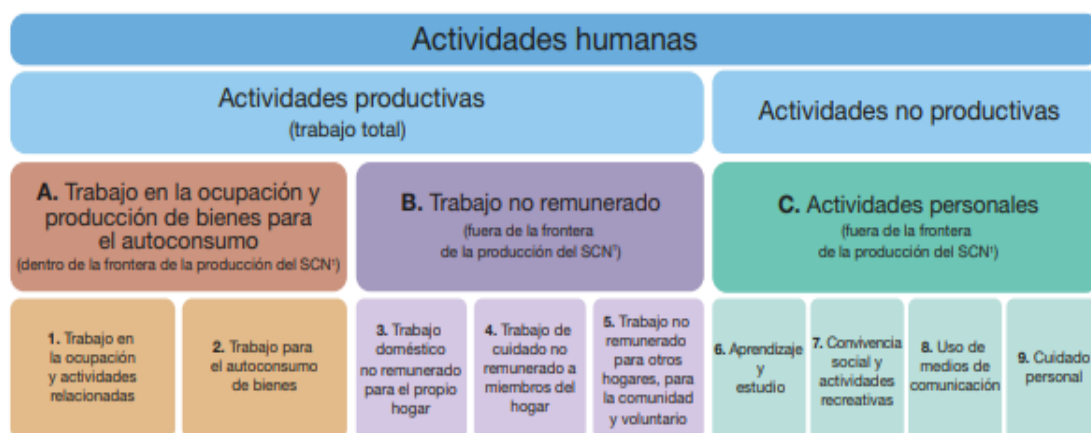 Actividades humanas
Actividades productivas
(trabajo total)
Actividades no productivas
A. Trabajo en la ocupación y
producción de bienes para
el autoconsumo
(dentro de la frontera de la producción del SCN¹)
B. Trabajo no remunerado
(fuera de la frontera
de la producción del SCN¹)
C. Actividades personales
(fuera de la frontera
de la producción del SCN¹)
1. Trabajo en
la ocupación
y actividades
relacionadas
2. Trabajo para
el autoconsumo
de bienes
3. Trabajo
doméstico
no remunerado
para el propio
hogar
4. Trabajo de
cuidado no
remunerado a
miembros del
hogar
5. Trabajo no
remunerado
para otros
hogares, para
la comunidad
y voluntario
6. Aprendizaje
y
estudio
7. Convivencia
social y
actividades
recreativas
8. Uso de
medios de
comunicación
9. Cuidado
personal